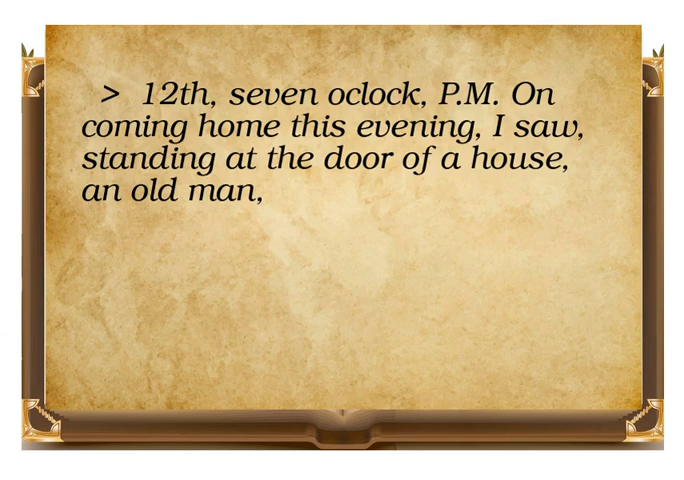 > 12th, seven oclock, P.M. On
coming home this evening, I saw,
standing at the door of a house,
an old man,